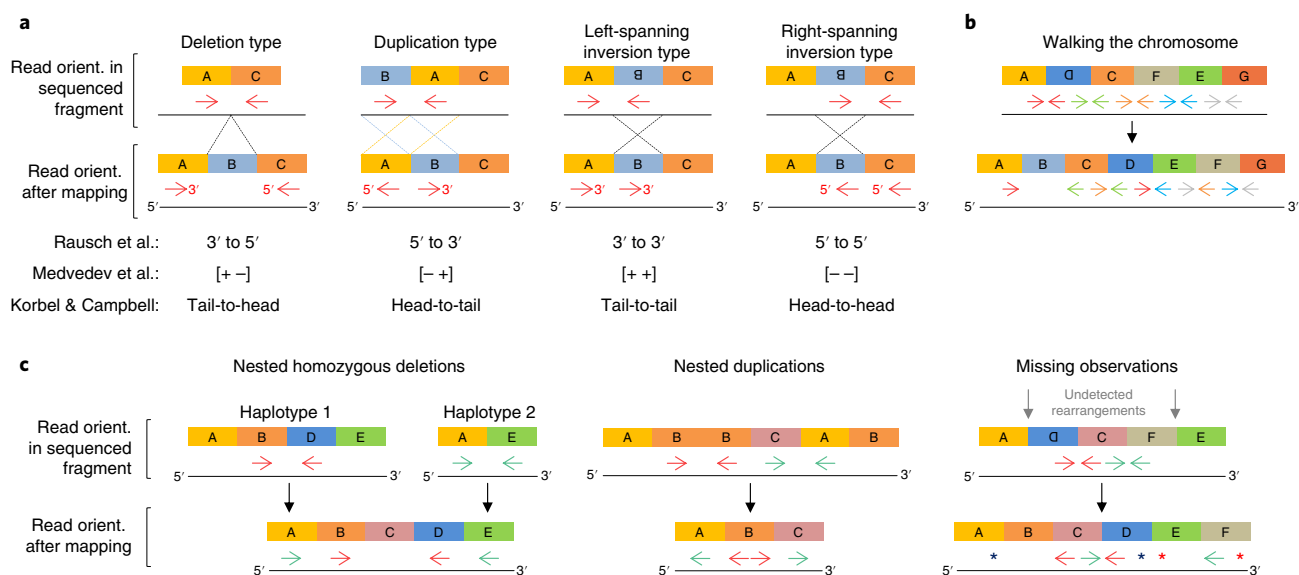 a
Deletion type
Duplication type
Left-spanning
inversion type
Right-spanning
inversion type
Read orient. in
sequenced
fragment
A C
B A C
A B C
A B C
Read orient.
after mapping
A B C
A B C
A B C
A B C
3′ 5′
5′ 3′
3′ 3′
5′ 5′
5′ 3′
5′ 3′
5′ 3′
5′ 3′
Rausch et al.: 3′ to 5′ 5′ to 3′ 3′ to 3′ 5′ to 5′
Medvedev et al.: [+ −] [− +] [+ +] [− −]
Korbel & Campbell: Tail-to-head Head-to-tail Tail-to-tail Head-to-head
b
Walking the chromosome
A D C F E G
A B C D E F G
5′ 3′
c
Nested homozygous deletions
Nested duplications
Missing observations
Haplotype 1
Haplotype 2
Undetected
rearrangements
Read orient.
in sequenced
fragment
A B D E
A E
A B B C A B
A D C F E
5′ 3′
5′ 3′
5′ 3′
5′ 3′
Read orient.
after mapping
A B C D E
A B C
A B C D E F
* * * *
5′ 3′
5′ 3′
5′ 3′